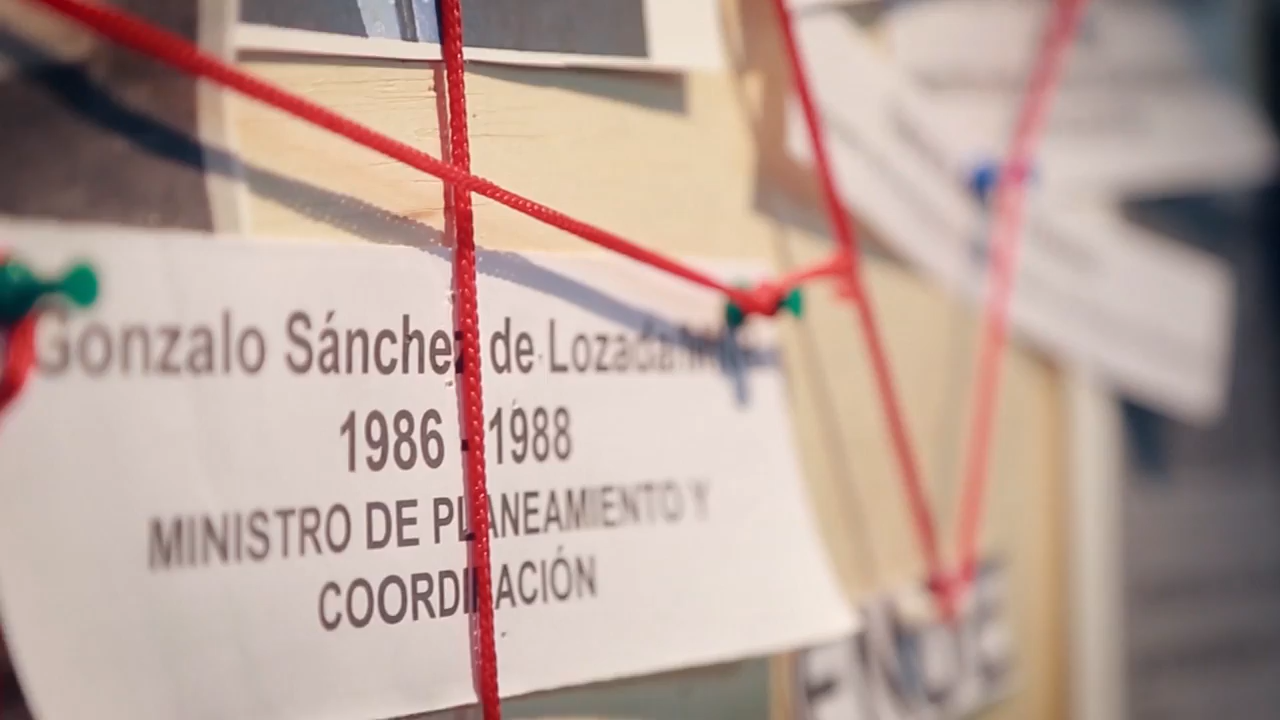 Gonzalo Sánchez de Lozada
1986 - 1988
MINISTRO DE PLANEAMIENTO Y
COORDINACIÓN